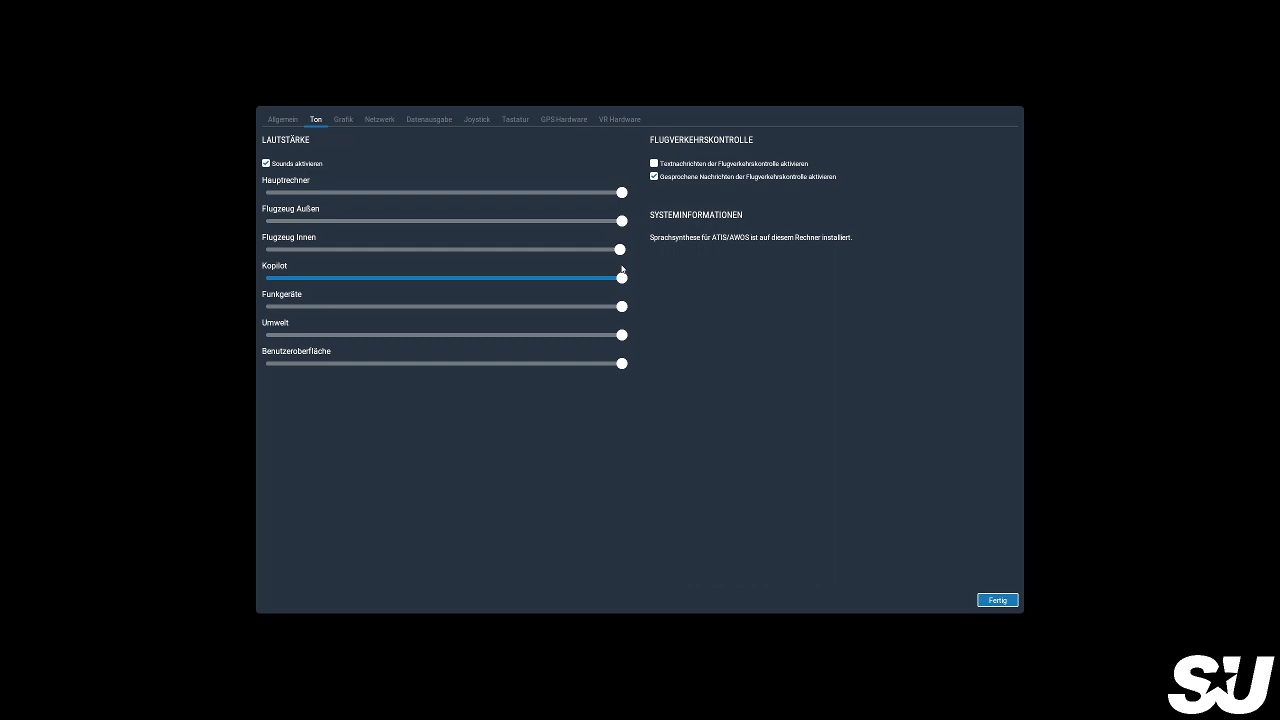 Allgemein Ton Grafik Netzwerk Datenausgabe Joystick Tastatur GPS Hardware VR Hardware
LAUTSTÄRKE
Sounds aktivieren
Hauptrechner
Flugzeug Außen
Flugzeug Innen
Kopilot
Funkgeräte
Umwelt
Benutzeroberfläche
FLUGVERKEHRSKONTROLLE
Textnachrichten der Flugverkehrskontrolle aktivieren
Gesprochene Nachrichten der Flugverkehrskontrolle aktivieren
SYSTEMINFORMATIONEN
Sprachsynthese für ATIS/AWOS ist auf diesem Rechner installiert.
Fertig
SU